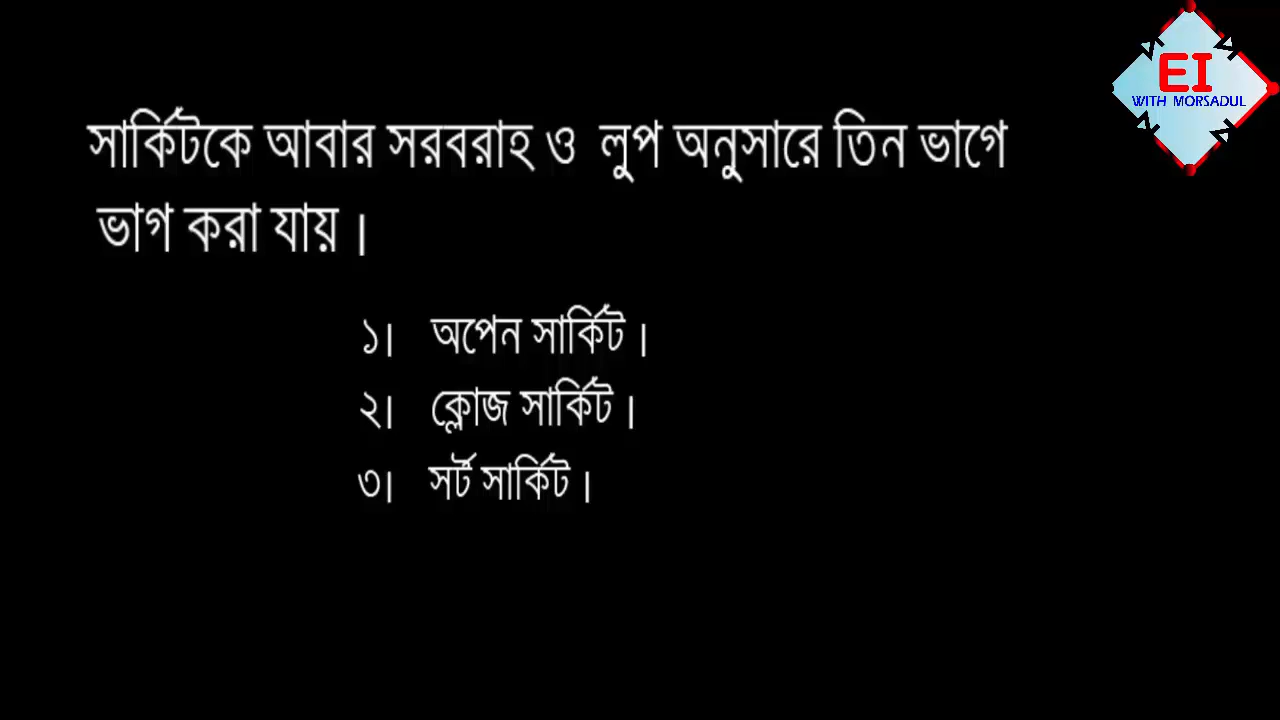 সার্কিটকে আবার সরবরাহ ও লুপ অনুসারে তিন ভাগে
ভাগ করা যায়।
১। অপেন সার্কিট।
২। ক্লোজ সার্কিট।
৩। সর্ট সার্কিট।
EI
WITH MORSADUL